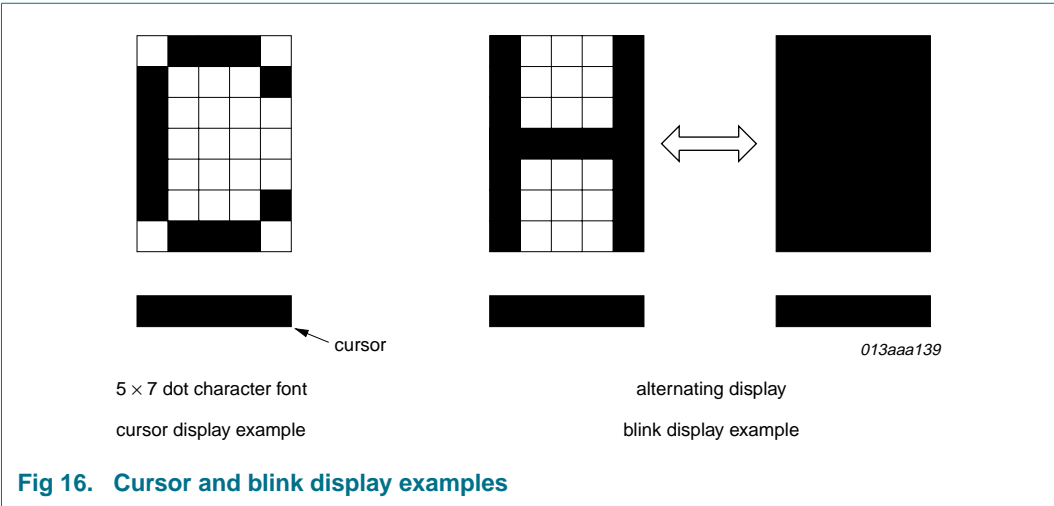 cursor
013aaa139
5 × 7 dot character font
alternating display
cursor display example
blink display example
Fig 16. Cursor and blink display examples